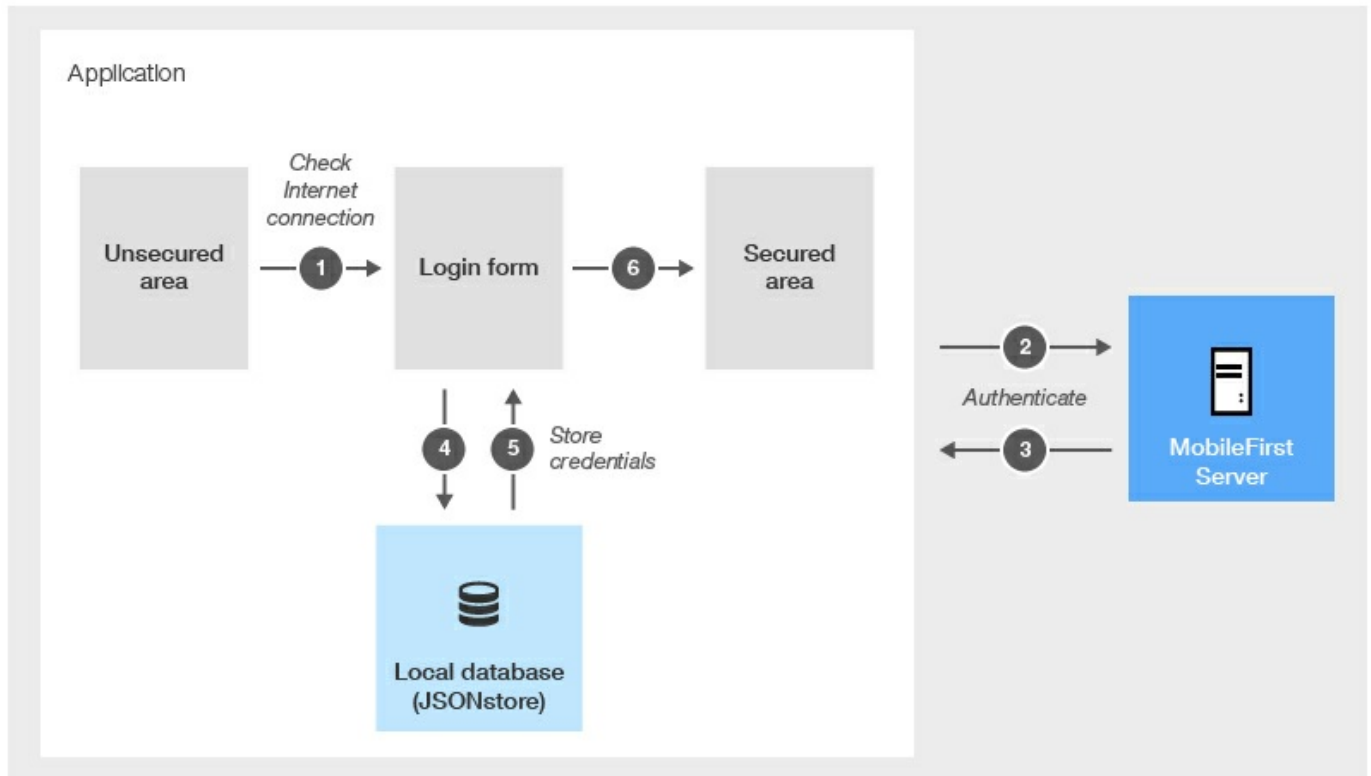 Application
Check
Internet
connection
Unsecured
area
1
Login form
6
Secured
area
2
Authenticate
3
MobileFirst
Server
4
5
Store
credentials
Local database
(JSONstore)